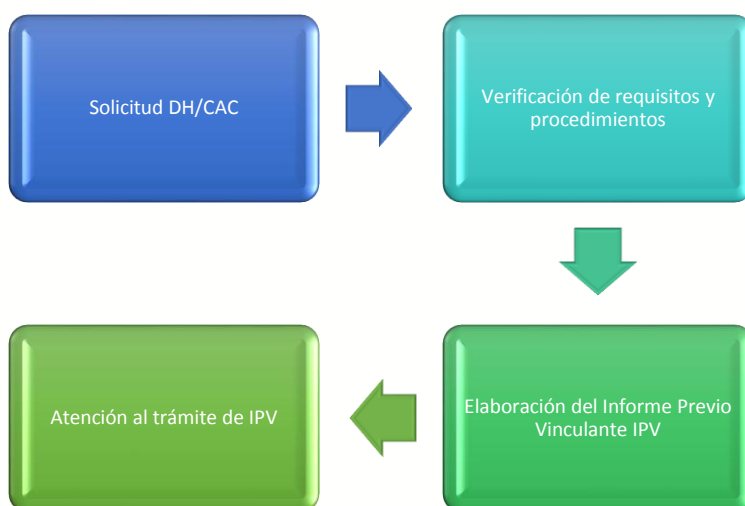 Solicitud DH/CAC
Verificación de requisitos y
procedimientos
Elaboración del Informe Previo
Vinculante IPV
Atención al trámite de IPV